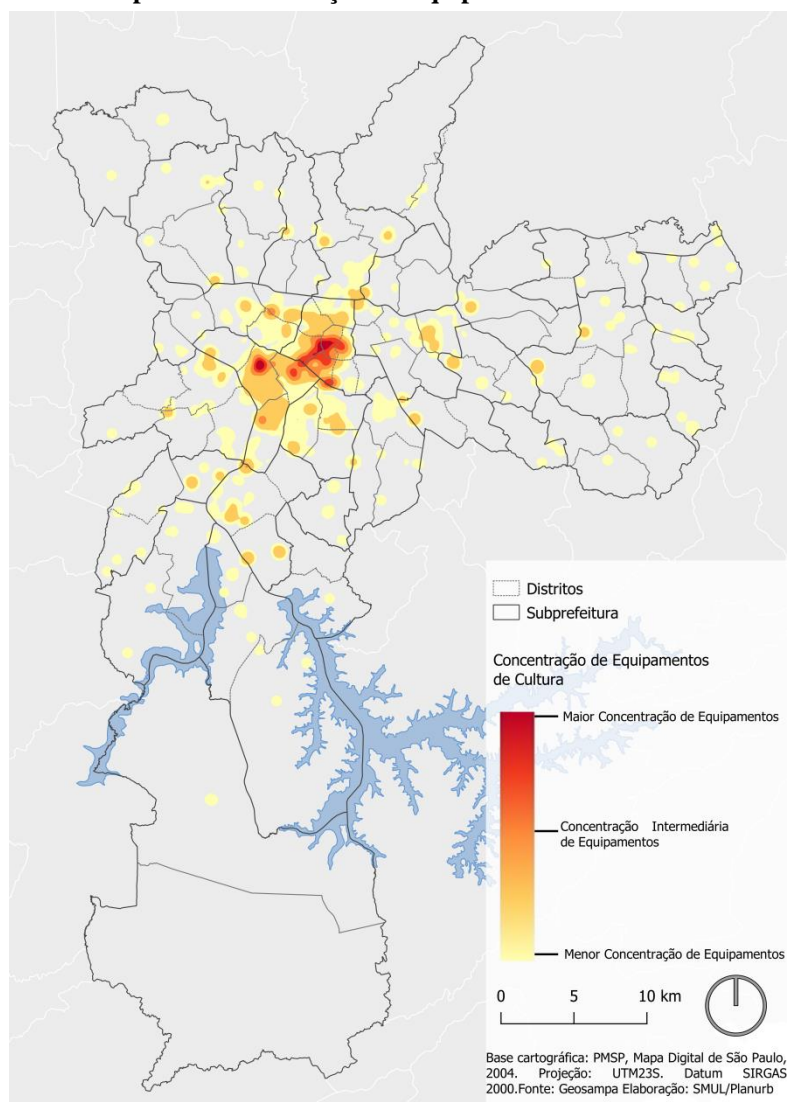 Distritos
Subprefeitura
Concentração de Equipamentos
de Cultura
Maior Concentração de Equipamentos
Concentração Intermediária
de Equipamentos
Menor Concentração de Equipamentos
0 5 10 km
Base cartográfica: PMSP, Mapa Digital de São Paulo,
2004. Projeção: UTM23S. Datum SIRGAS
2000.Fonte: Geosampa Elaboração: SMUL/Planurb